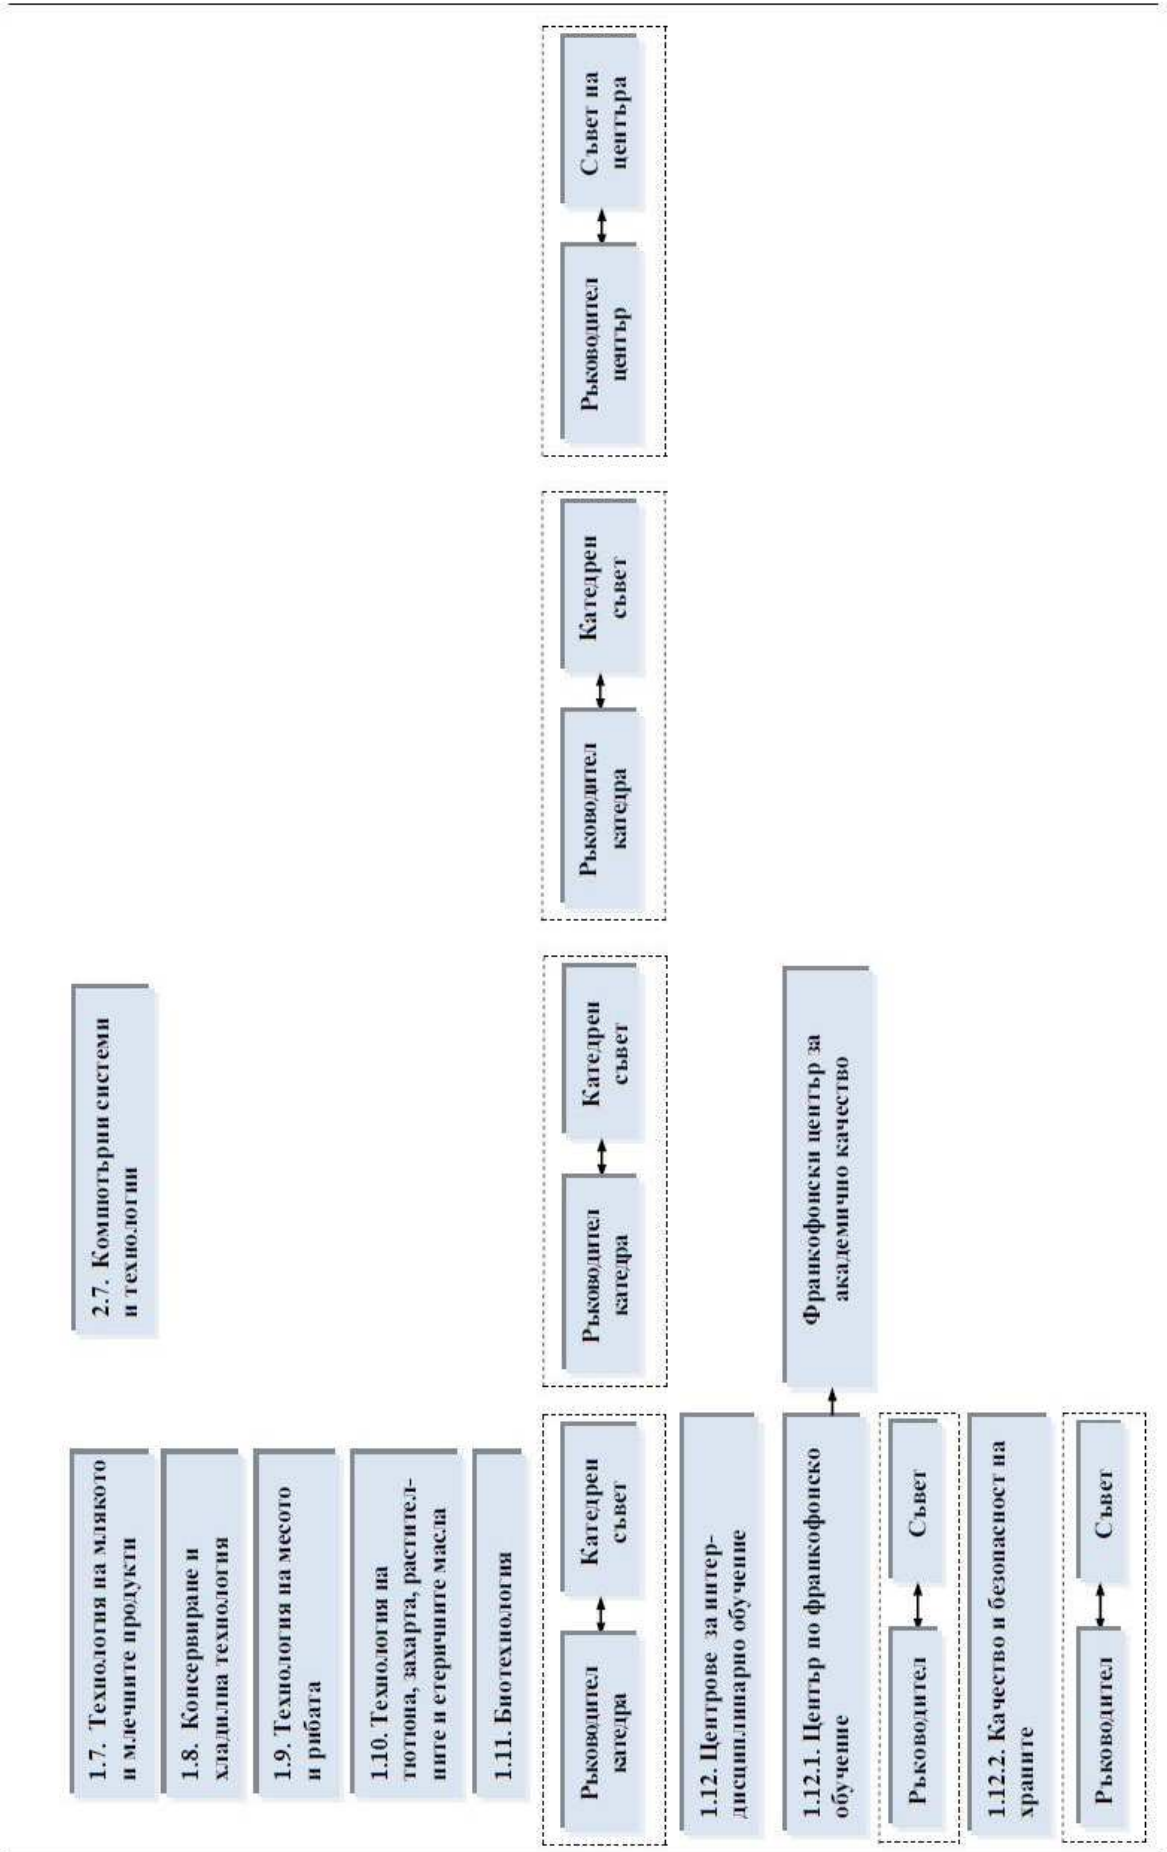 1.7. Технология на млякото
и млечните продукти
1.8. Консервиране и
хладилна технология
1.9. Технология на месото
и рибата
1.10. Технология на
тютюна, захарта, растител-
ните и етеричните масла
1.11. Биотехнология
Ръководител
катедра
Катедрен
съвет
1.12. Центрове за интер-
дисциплинарно обучение
1.12.1. Център по франкофонско
обучение
Ръководител
Съвет
1.12.2. Качество и безопасност на
храните
Ръководител
Съвет
Франкофонски център за
академично качество
2.7. Компютърни системи
и технологии
Ръководител
катедра
Катедрен
съвет
Ръководител
катедра
Катедрен
съвет
Ръководител
център
Съвет на
центъра